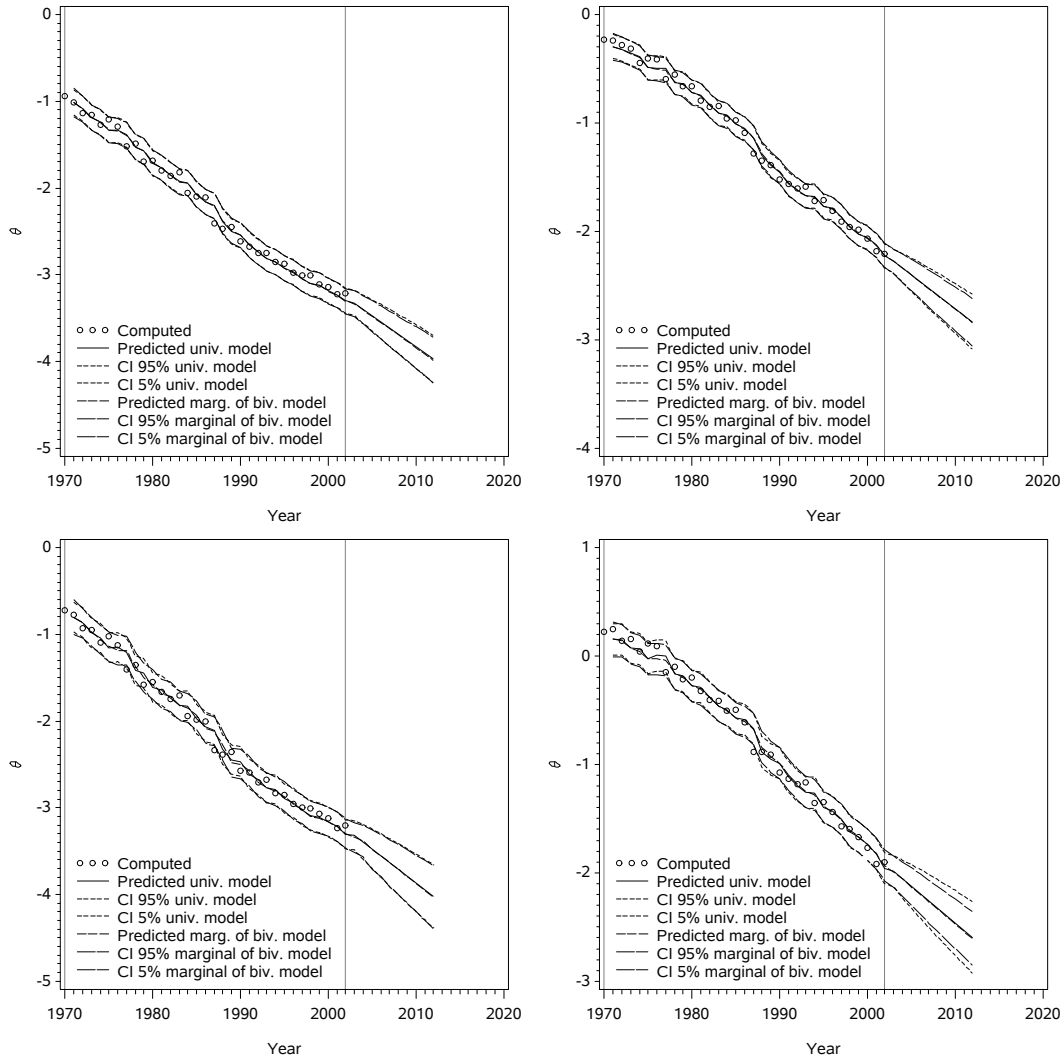 0
-1
-2
-3
-4
-5
θ
Computed
Predicted univ. model
CI 95% univ. model
CI 5% univ. model
Predicted marg. of biv. model
CI 95% marginal of biv. model
CI 5% marginal of biv. model
1970 1980 1990 2000 2010 2020
Year
0
-1
-2
-3
-4
θ
Computed
Predicted univ. model
CI 95% univ. model
CI 5% univ. model
Predicted marg. of biv. model
CI 95% marginal of biv. model
CI 5% marginal of biv. model
1970 1980 1990 2000 2010 2020
Year
0
-1
-2
-3
-4
-5
θ
Computed
Predicted univ. model
CI 95% univ. model
CI 5% univ. model
Predicted marg. of biv. model
CI 95% marginal of biv. model
CI 5% marginal of biv. model
1970 1980 1990 2000 2010 2020
Year
1
0
-1
-2
-3
θ
Computed
Predicted univ. model
CI 95% univ. model
CI 5% univ. model
Predicted marg. of biv. model
CI 95% marginal of biv. model
CI 5% marginal of biv. model
1970 1980 1990 2000 2010 2020
Year